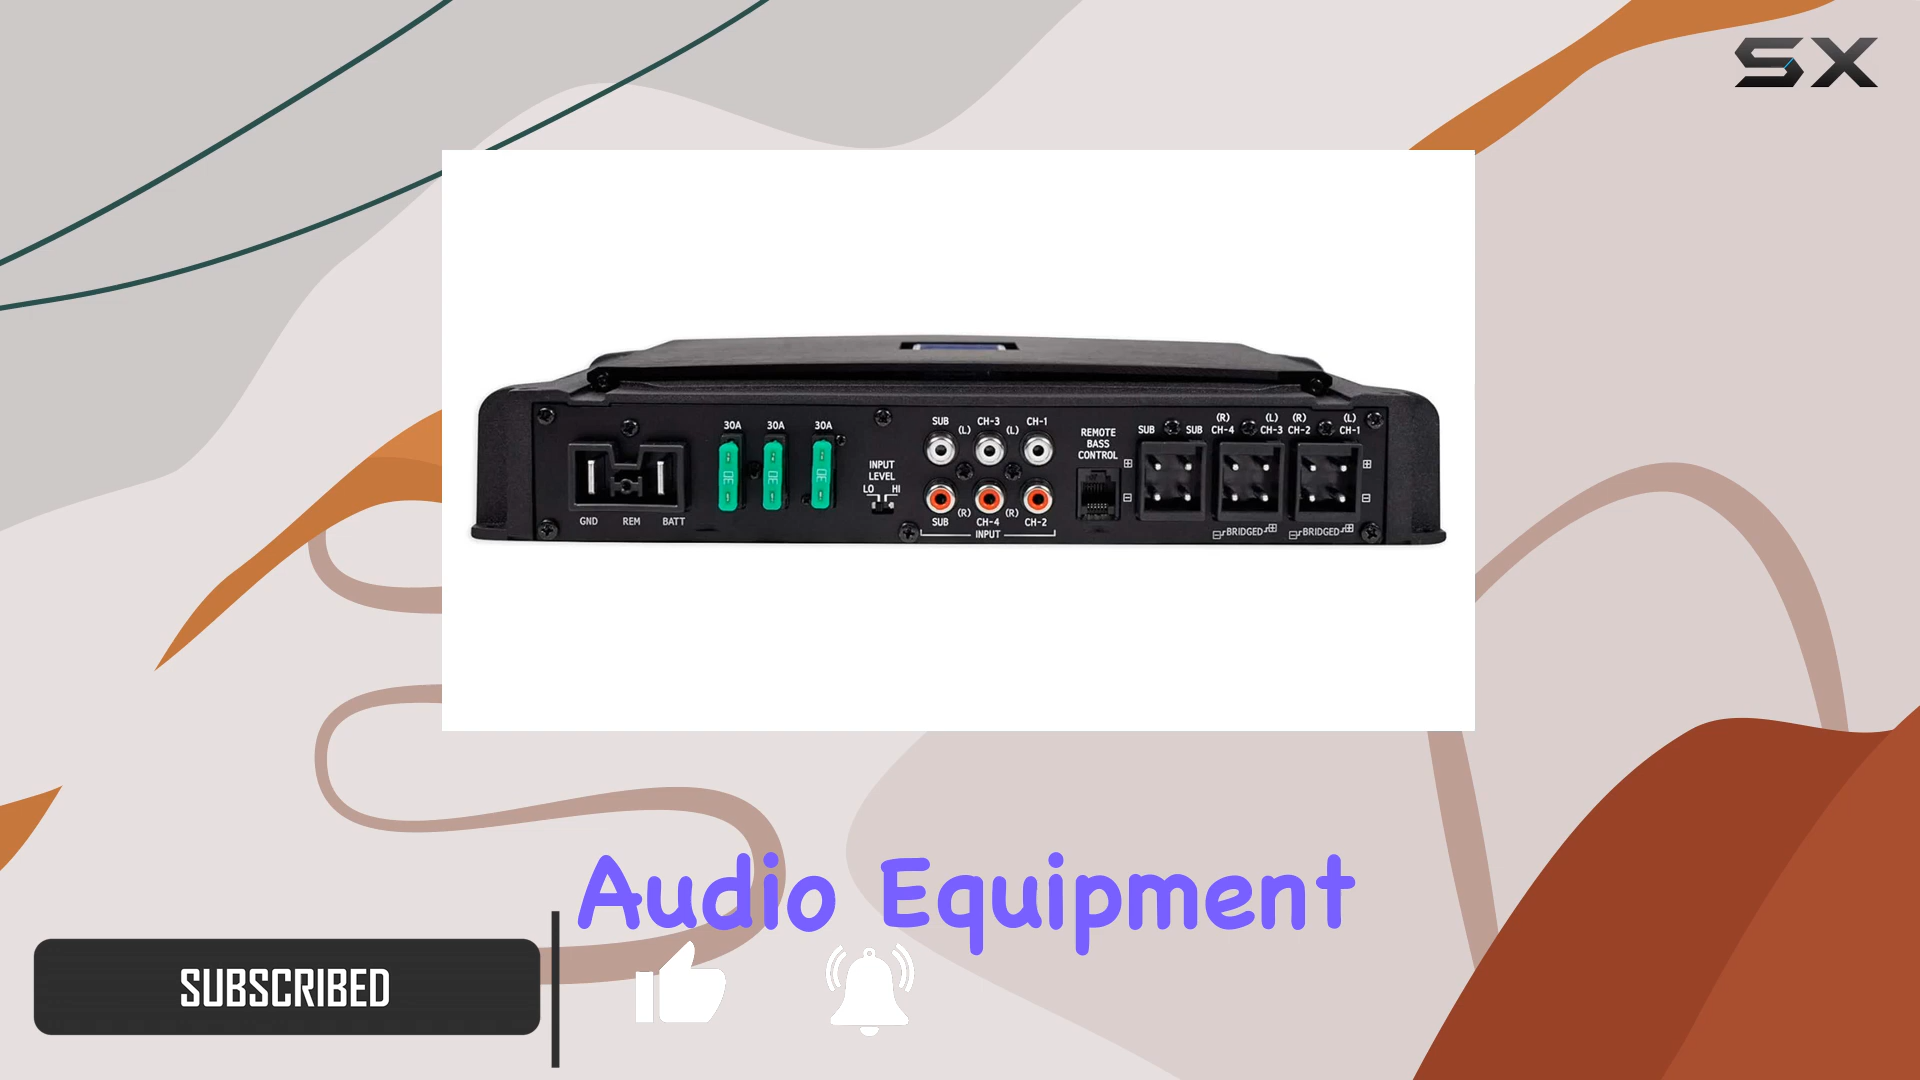 SX
30A 30A 30A
SUB CH-3 CH-1
(L) (L)
INPUT
LEVEL
LO HI
REMOTE
BASS
CONTROL
SUB SUB
(R) (L) (R) (L)
CH-4 CH-3 CH-2 CH-1
GND REM BATT
(R) (R)
SUB CH-4 CH-2
INPUT
BRIDGED BRIDGED
Audio Equipment
SUBSCRIBED